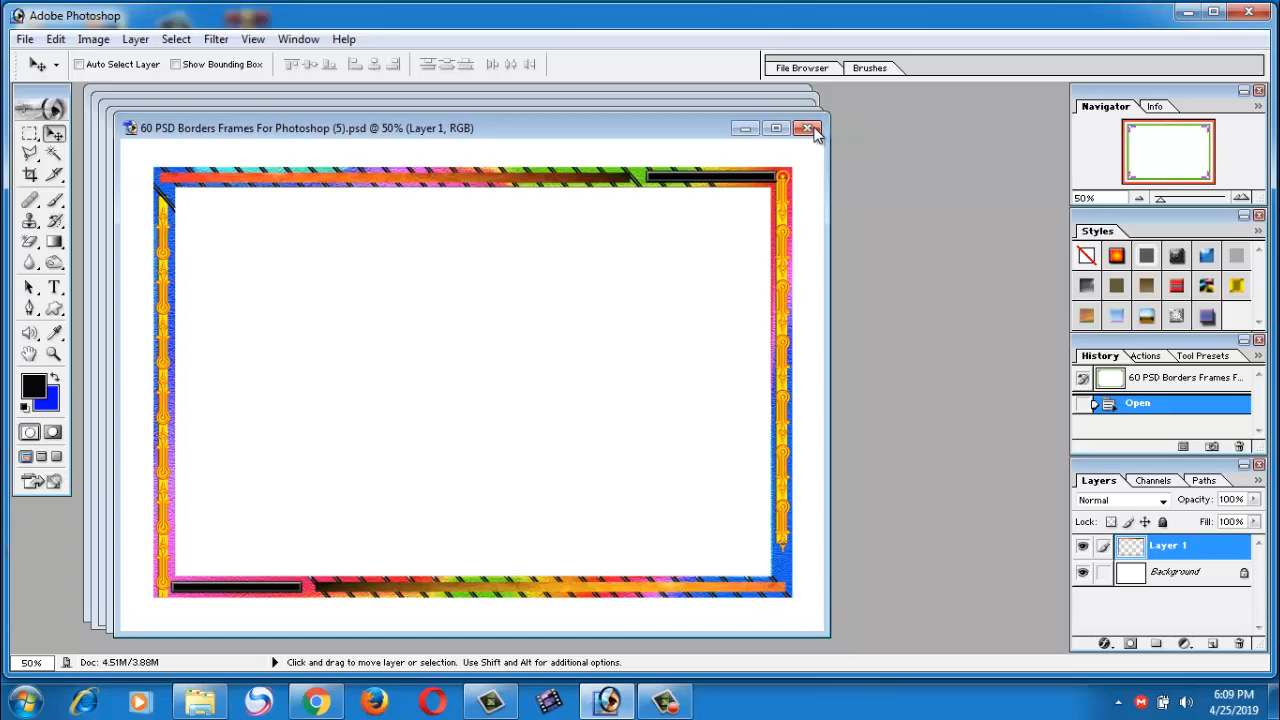 Adobe Photoshop
File Edit Image Layer Select Filter View Window Help
Auto Select Layer Show Bounding Box
File Browser Brushes
60 PSD Borders Frames For Photoshop (5).psd @ 50% (Layer 1, RGB)
Navigator Info
50%
Styles
History Actions Tool Presets
60 PSD Borders Frames F...
Open
Layers Channels Paths
Normal Opacity: 100%
Lock: Fill: 100%
Layer 1
Background
50% Doc: 4.51M/3.88M Click and drag to move layer or selection. Use Shift and Alt for additional options.
6:09 PM
4/25/2019